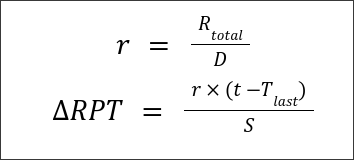 r = R_total / D
ΔRPT = r × (t − T_last) / S